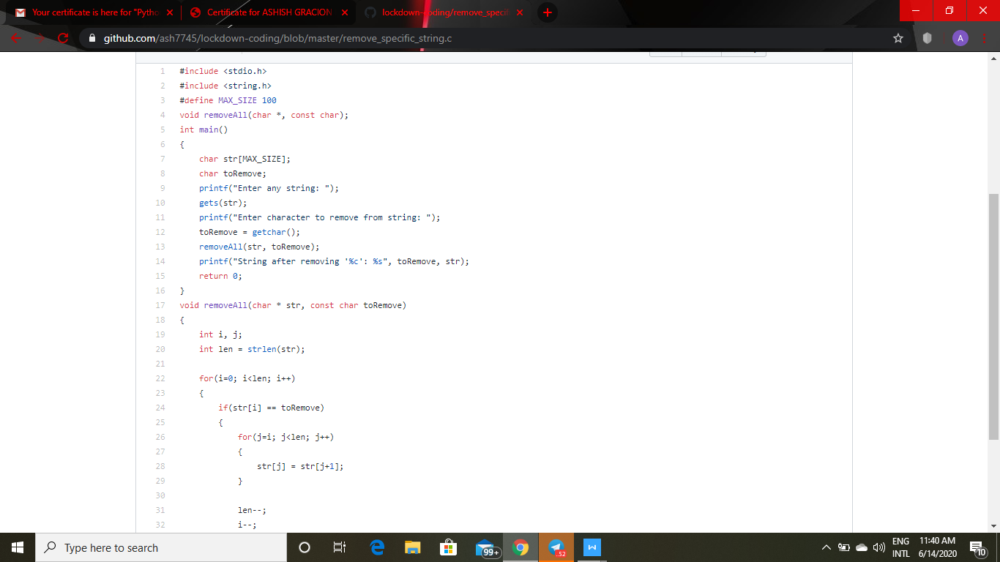 Your certificate is here for "Pytho
Certificate for ASHISH GRACION
lockdown-coding/remove_specifi
github.com/ash7745/lockdown-coding/blob/master/remove_specific_string.c
A
1 #include <stdio.h>
2 #include <string.h>
3 #define MAX_SIZE 100
4 void removeAll(char *, const char);
5 int main()
6 {
7 char str[MAX_SIZE];
8 char toRemove;
9 printf("Enter any string: ");
10 gets(str);
11 printf("Enter character to remove from string: ");
12 toRemove = getchar();
13 removeAll(str, toRemove);
14 printf("String after removing '%c': %s", toRemove, str);
15 return 0;
16 }
17 void removeAll(char * str, const char toRemove)
18 {
19 int i, j;
20 int len = strlen(str);
21
22 for(i=0; i<len; i++)
23 {
24 if(str[i] == toRemove)
25 {
26 for(j=i; j<len; j++)
27 {
28 str[j] = str[j+1];
29 }
30
31 len--;
32 i--;
Type here to search
99+
..52
W
ENG
INTL
11:40 AM
6/14/2020
10